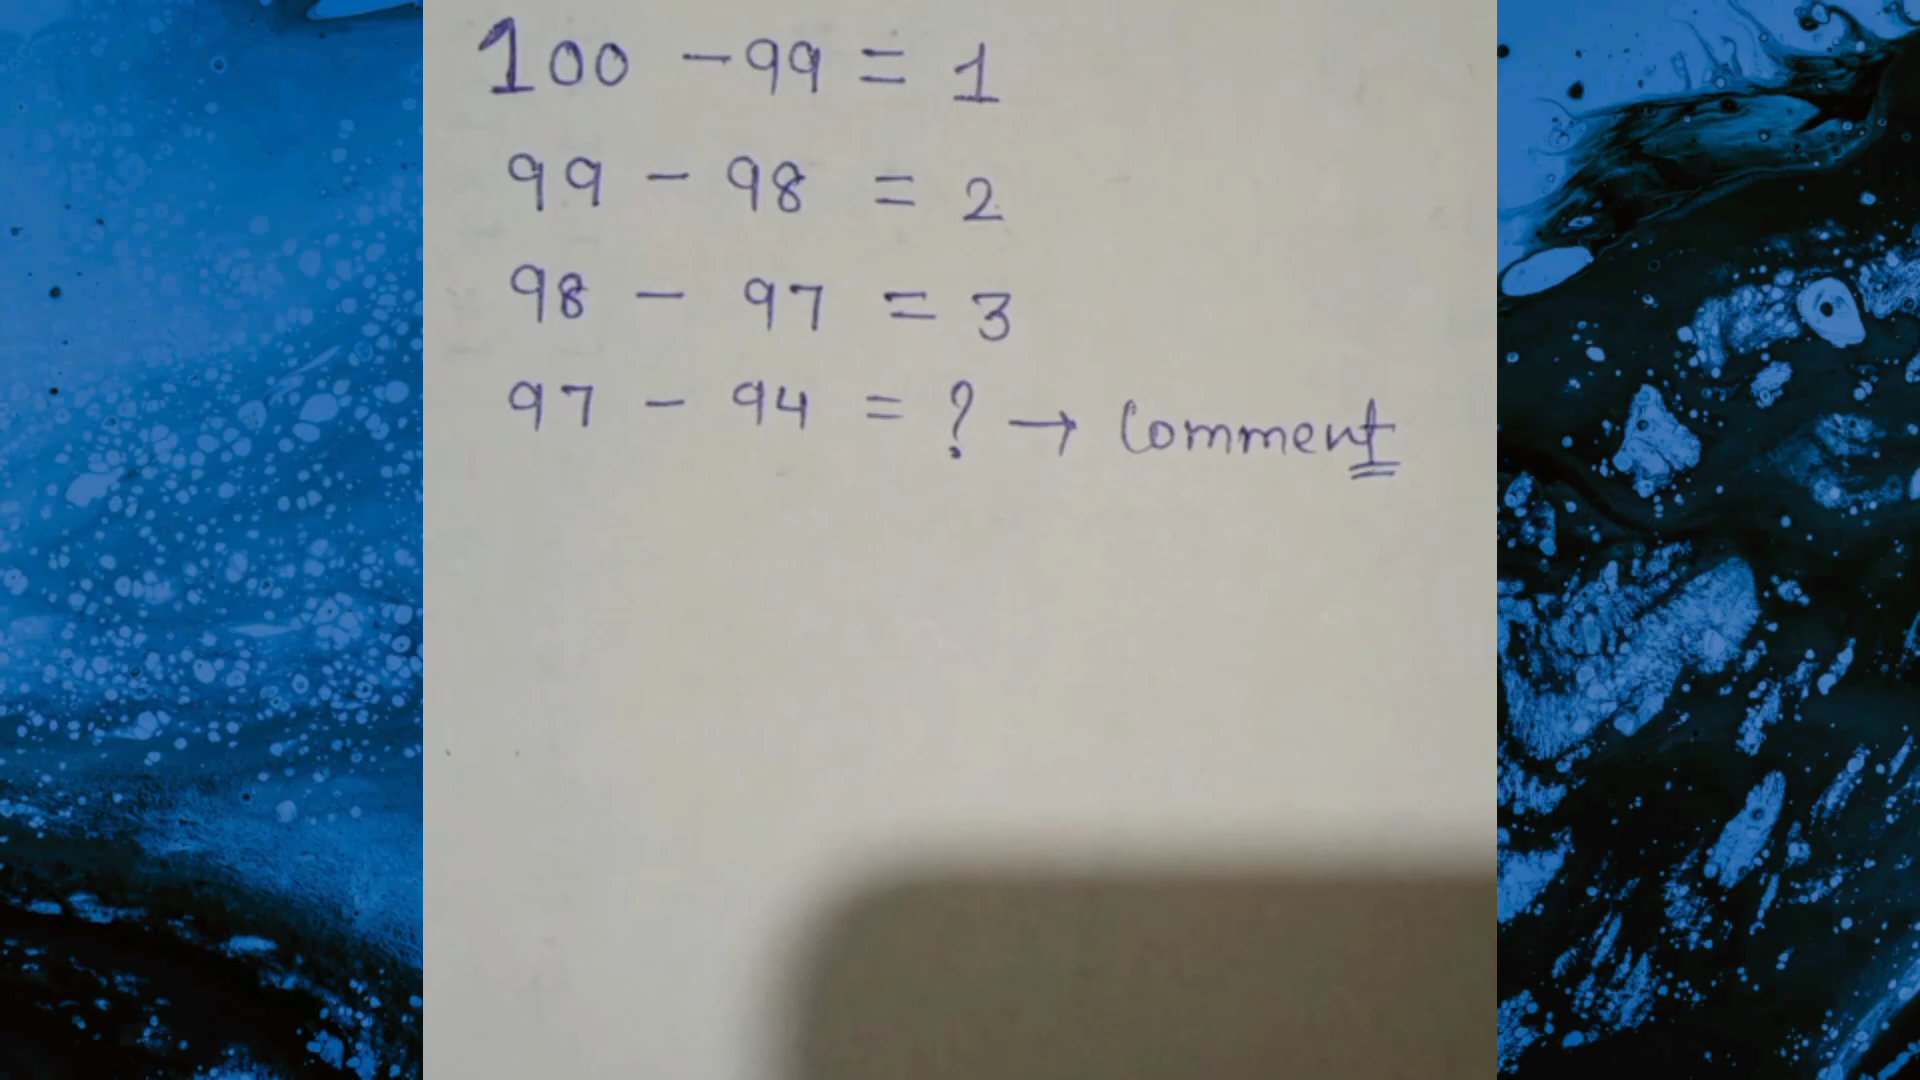 100 - 99 = 1
99 - 98 = 2
98 - 97 = 3
97 - 94 = ? → Comment